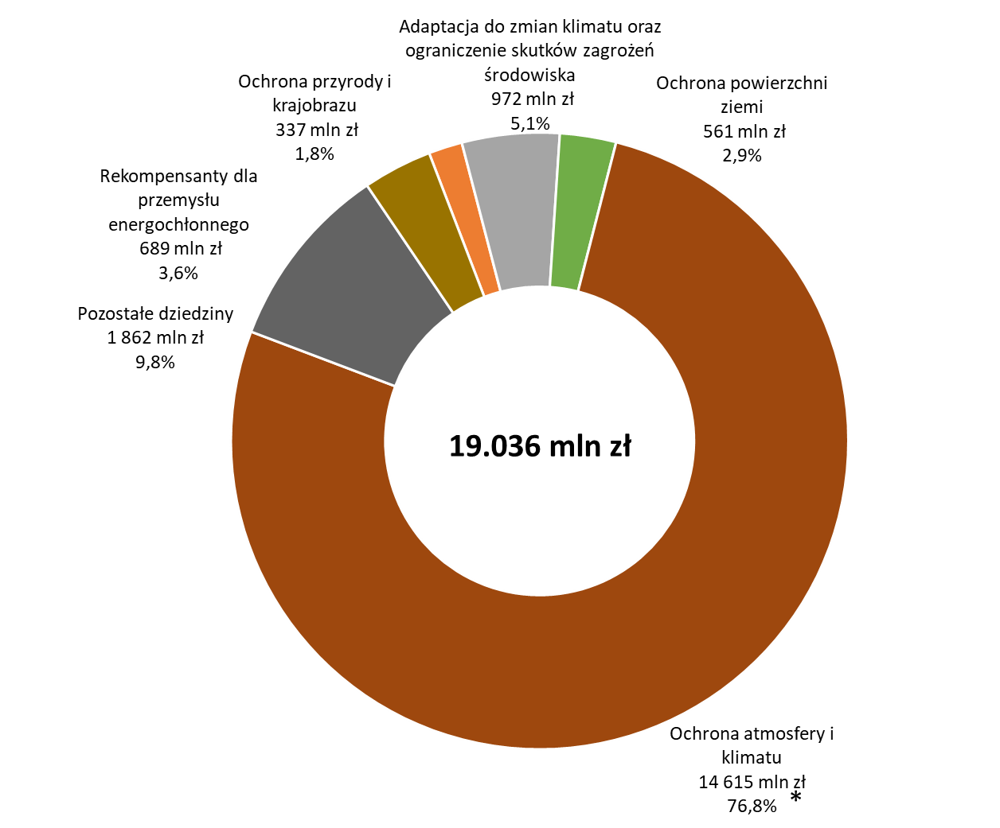 Adaptacja do zmian klimatu oraz
ograniczenie skutków zagrożeń
środowiska
972 mln zł
5,1%
Ochrona powierzchni
ziemi
561 mln zł
2,9%
Ochrona przyrody i
krajobrazu
337 mln zł
1,8%
Rekompensanty dla
przemysłu
energochłonnego
689 mln zł
3,6%
Pozostałe dziedziny
1 862 mln zł
9,8%
19.036 mln zł
Ochrona atmosfery i
klimatu
14 615 mln zł
76,8% *